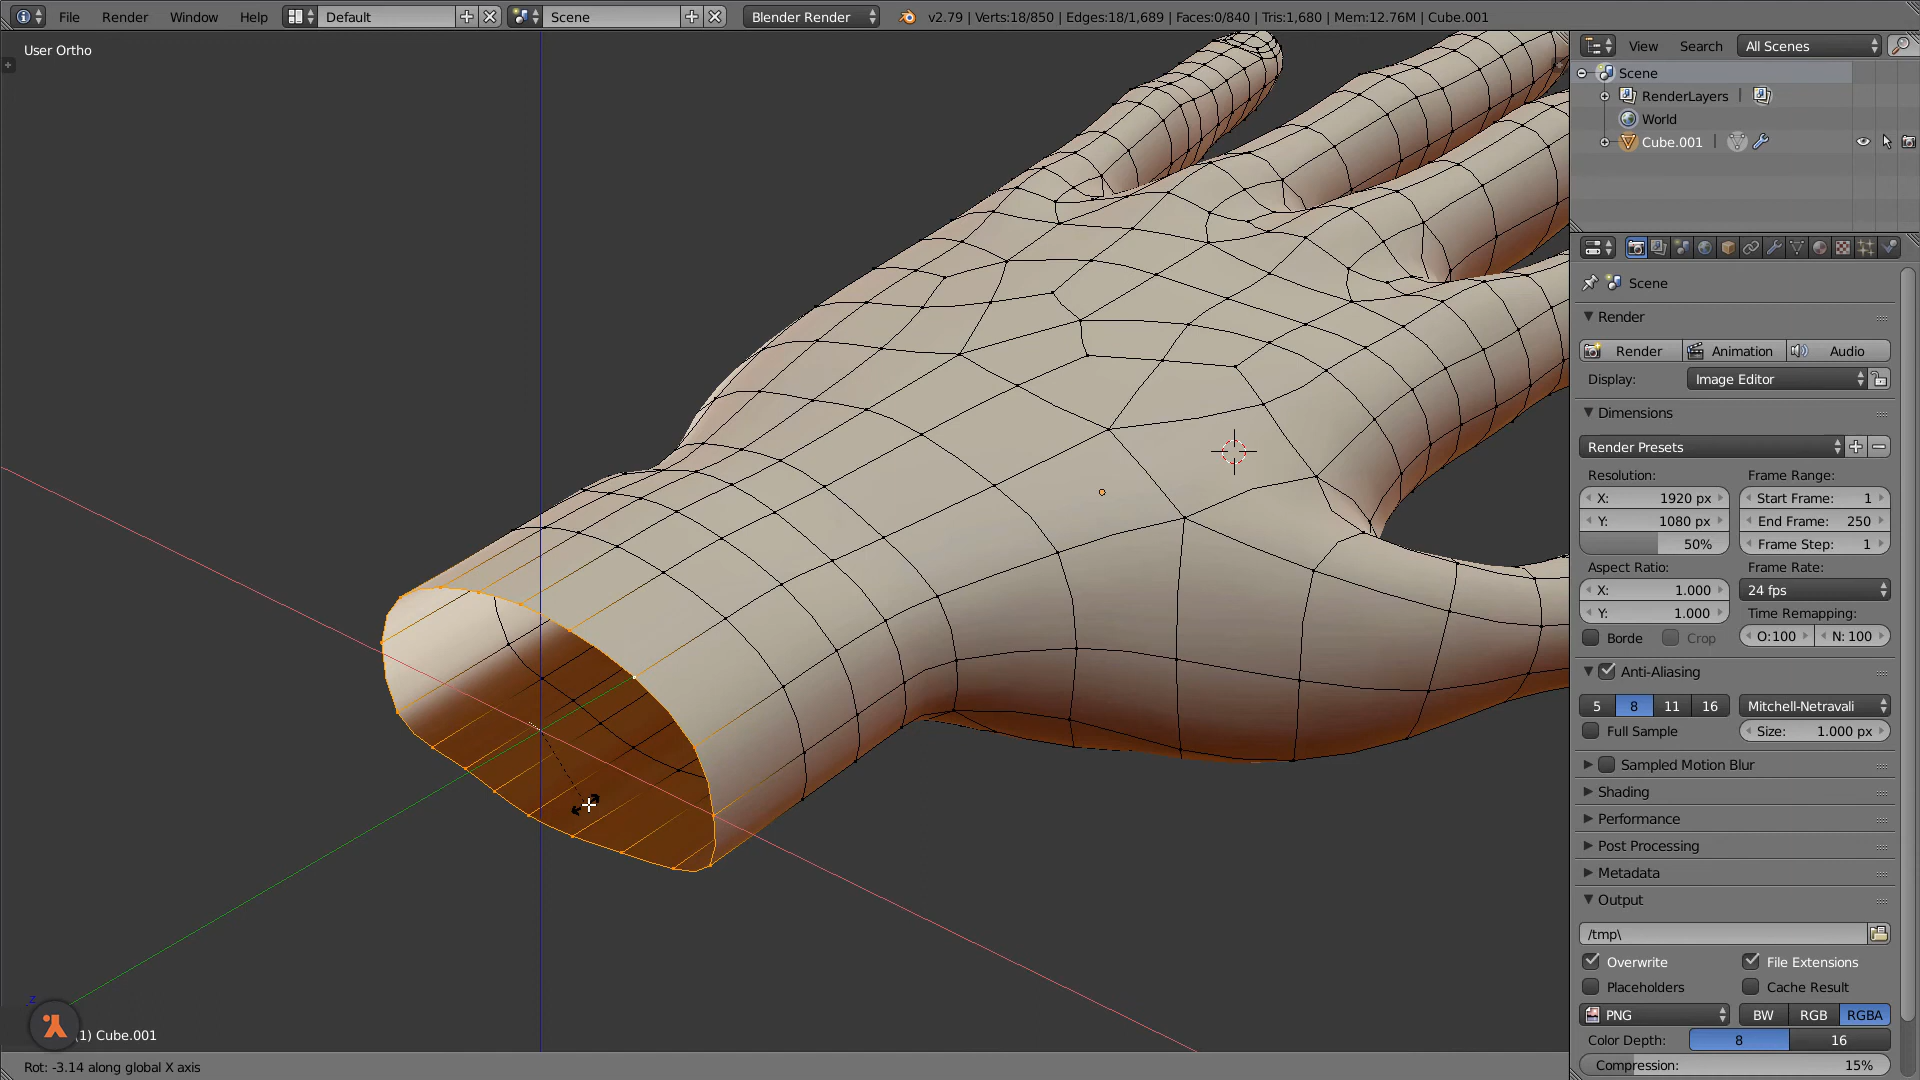 File Render Window Help Default Scene Blender Render v2.79 | Verts:18/850 | Edges:18/1,689 | Faces:0/840 | Tris:1,680 | Mem:12.76M | Cube.001
User Ortho
View Search All Scenes
Scene
RenderLayers |
World
Cube.001 |
Scene
Render
Render Animation Audio
Display: Image Editor
Dimensions
Render Presets
Resolution: Frame Range:
X: 1920 px Start Frame: 1
Y: 1080 px End Frame: 250
50% Frame Step: 1
Aspect Ratio: Frame Rate:
X: 1.000 24 fps
Y: 1.000 Time Remapping:
Borde Crop O:100 N: 100
Anti-Aliasing
5 8 11 16 Mitchell-Netravali
Full Sample Size: 1.000 px
Sampled Motion Blur
Shading
Performance
Post Processing
Metadata
Output
/tmp\
Overwrite File Extensions
Placeholders Cache Result
PNG BW RGB RGBA
Color Depth: 8 16
Compression: 15%
Z
1) Cube.001
Rot: -3.14 along global X axis